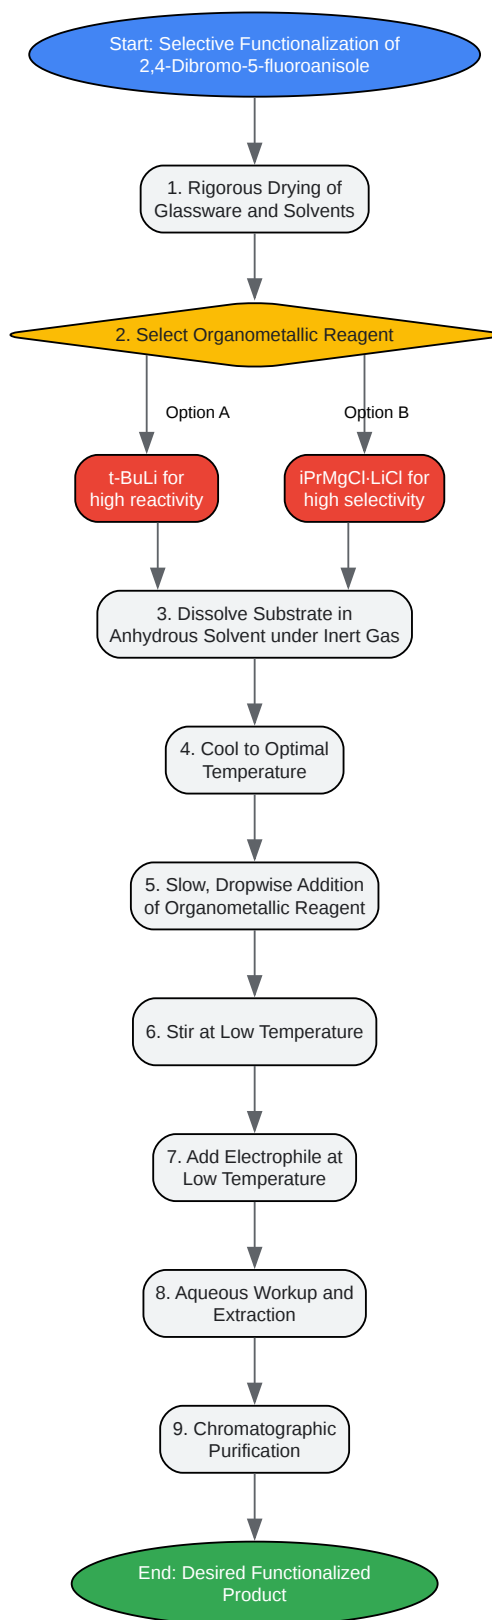 Start: Selective Functionalization of
2,4-Dibromo-5-fluoroanisole
1. Rigorous Drying of
Glassware and Solvents
2. Select Organometallic Reagent
Option A
Option B
t-BuLi for
high reactivity
iPrMgCl·LiCl for
high selectivity
3. Dissolve Substrate in
Anhydrous Solvent under Inert Gas
4. Cool to Optimal
Temperature
5. Slow, Dropwise Addition
of Organometallic Reagent
6. Stir at Low Temperature
7. Add Electrophile at
Low Temperature
8. Aqueous Workup and
Extraction
9. Chromatographic
Purification
End: Desired Functionalized
Product